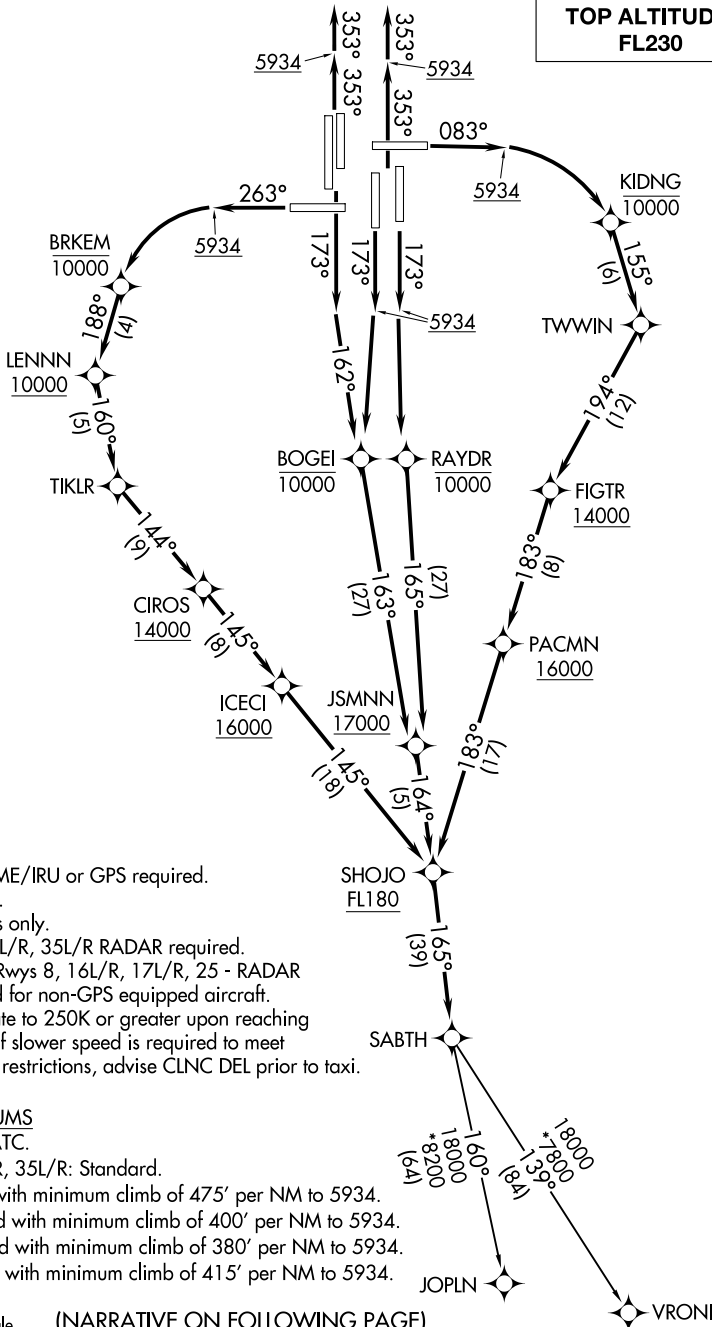 TOP ALTITUD
FL230
353°
353°
5934
5934
353°
353°
083°
5934
KIDNG
10000
263°
5934
BRKEM
10000
155°
(6)
173°
173°
173°
5934
188°
(4)
TWWIN
LENNN
10000
162°
160°
(5)
194°
(12)
BOGEI
10000
RAYDR
10000
TIKLR
FIGTR
14000
144°
(9)
183°
(8)
163°
(27)
165°
(27)
CIROS
14000
145°
(8)
PACMN
16000
ICECI
16000
JSMNN
17000
183°
(17)
145°
(18)
164°
(5)
ME/IRU or GPS required.
SHOJO
FL180
s only.
L/R, 35L/R RADAR required.
Rwys 8, 16L/R, 17L/R, 25 - RADAR
d for non-GPS equipped aircraft.
ate to 250K or greater upon reaching
f slower speed is required to meet
restrictions, advise CLNC DEL prior to taxi.
165°
(39)
SABTH
UMS
ATC.
R, 35L/R: Standard.
with minimum climb of 475' per NM to 5934.
d with minimum climb of 400' per NM to 5934.
d with minimum climb of 380' per NM to 5934.
with minimum climb of 415' per NM to 5934.
18000
*8200
160°
(64)
18000
*7800
139°
(84)
JOPLN
VRONI
(NARRATIVE ON FOLLOWING PAGE)